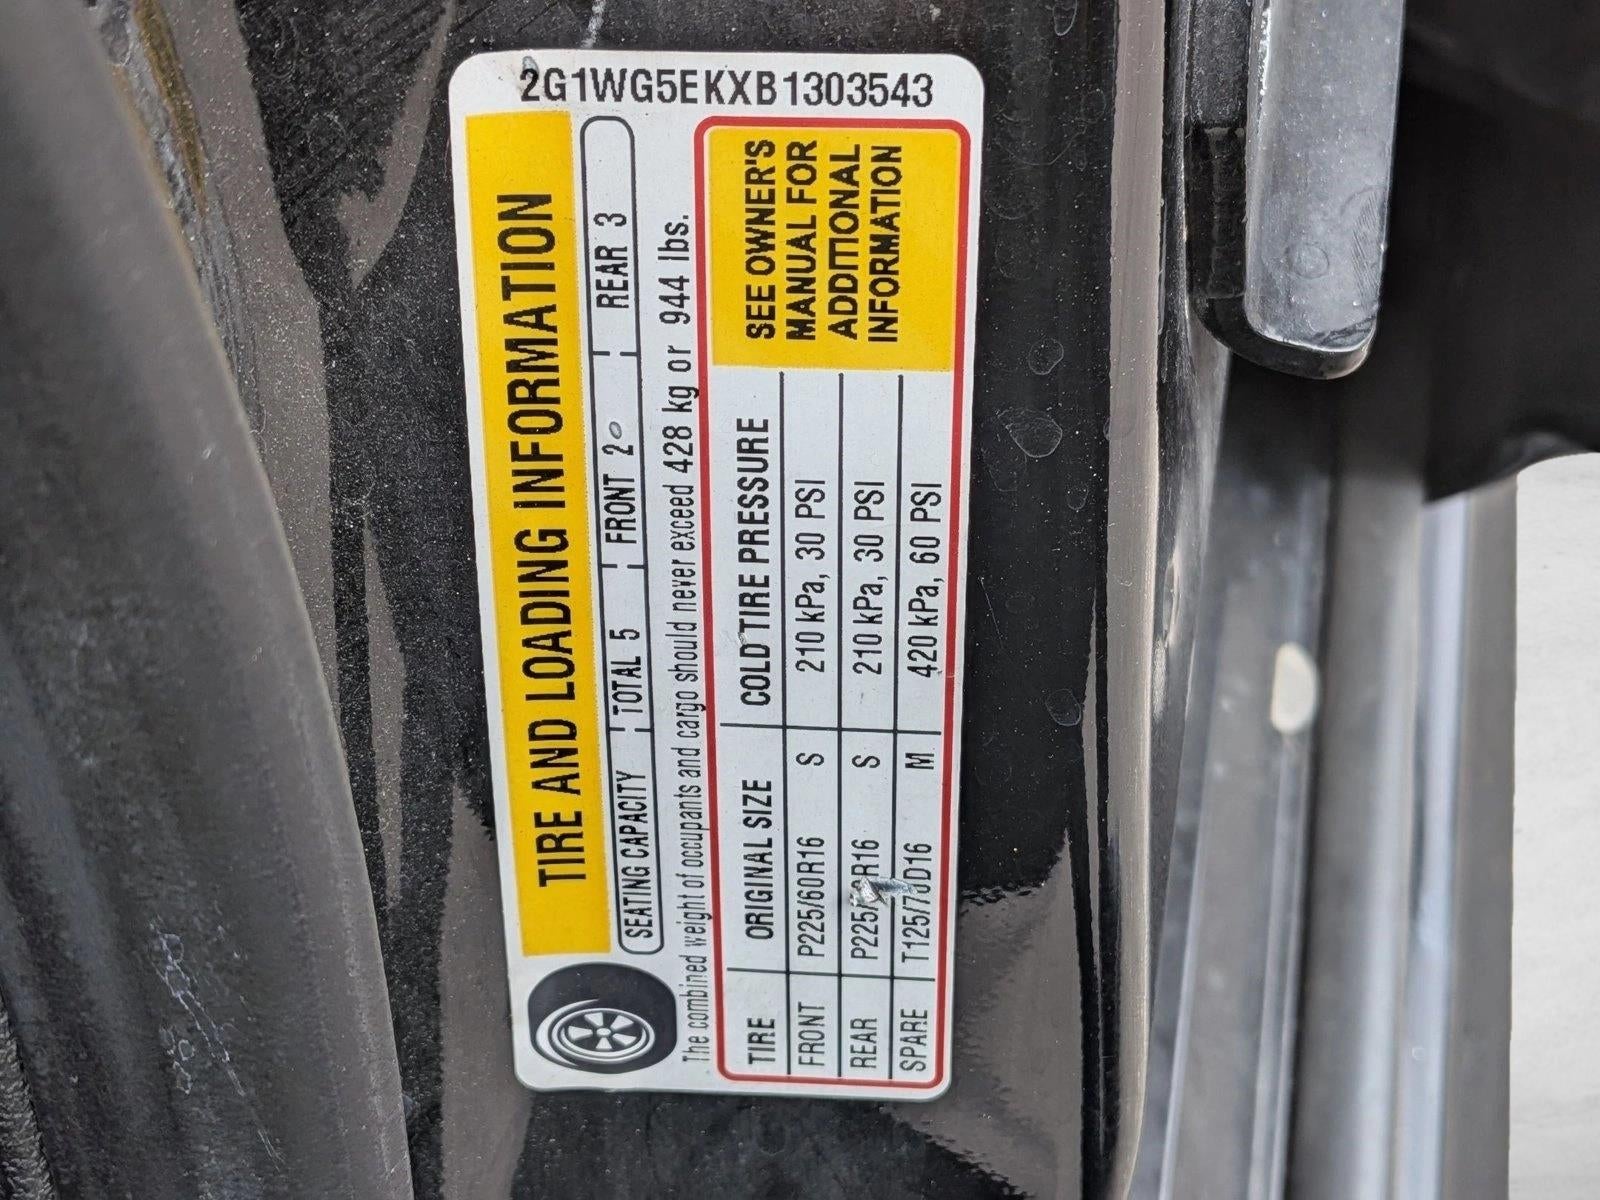 2G1WG5EKXB1303543
TIRE AND LOADING INFORMATION
SEATING CAPACITY TOTAL 5 FRONT 2 REAR 3
The combined weight of occupants and cargo should never exceed 428 kg or 944 lbs.
TIRE ORIGINAL SIZE COLD TIRE PRESSURE
FRONT P225/60R16 S 210 kPa, 30 PSI
REAR S 210 kPa, 30 PSI
SPARE T125/70D16 M 420 kPa, 60 PSI
SEE OWNER'S
MANUAL FOR
ADDITIONAL
INFORMATION